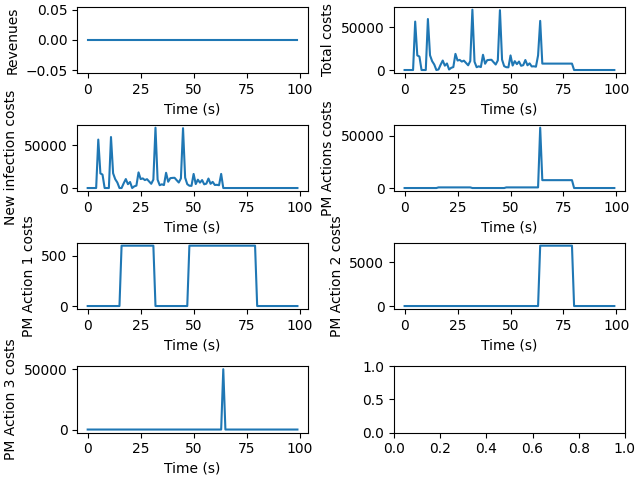 Revenues
0.05
0.00
−0.05
0 25 50 75 100
Time (s)
Total costs
50000
0
0 25 50 75 100
Time (s)
New infection costs
50000
0
0 25 50 75 100
Time (s)
PM Actions costs
50000
0
0 25 50 75 100
Time (s)
PM Action 1 costs
500
0
0 25 50 75 100
Time (s)
PM Action 2 costs
5000
0
0 25 50 75 100
Time (s)
PM Action 3 costs
50000
0
0 25 50 75 100
Time (s)
1.0
0.5
0.0
0.0 0.2 0.4 0.6 0.8 1.0